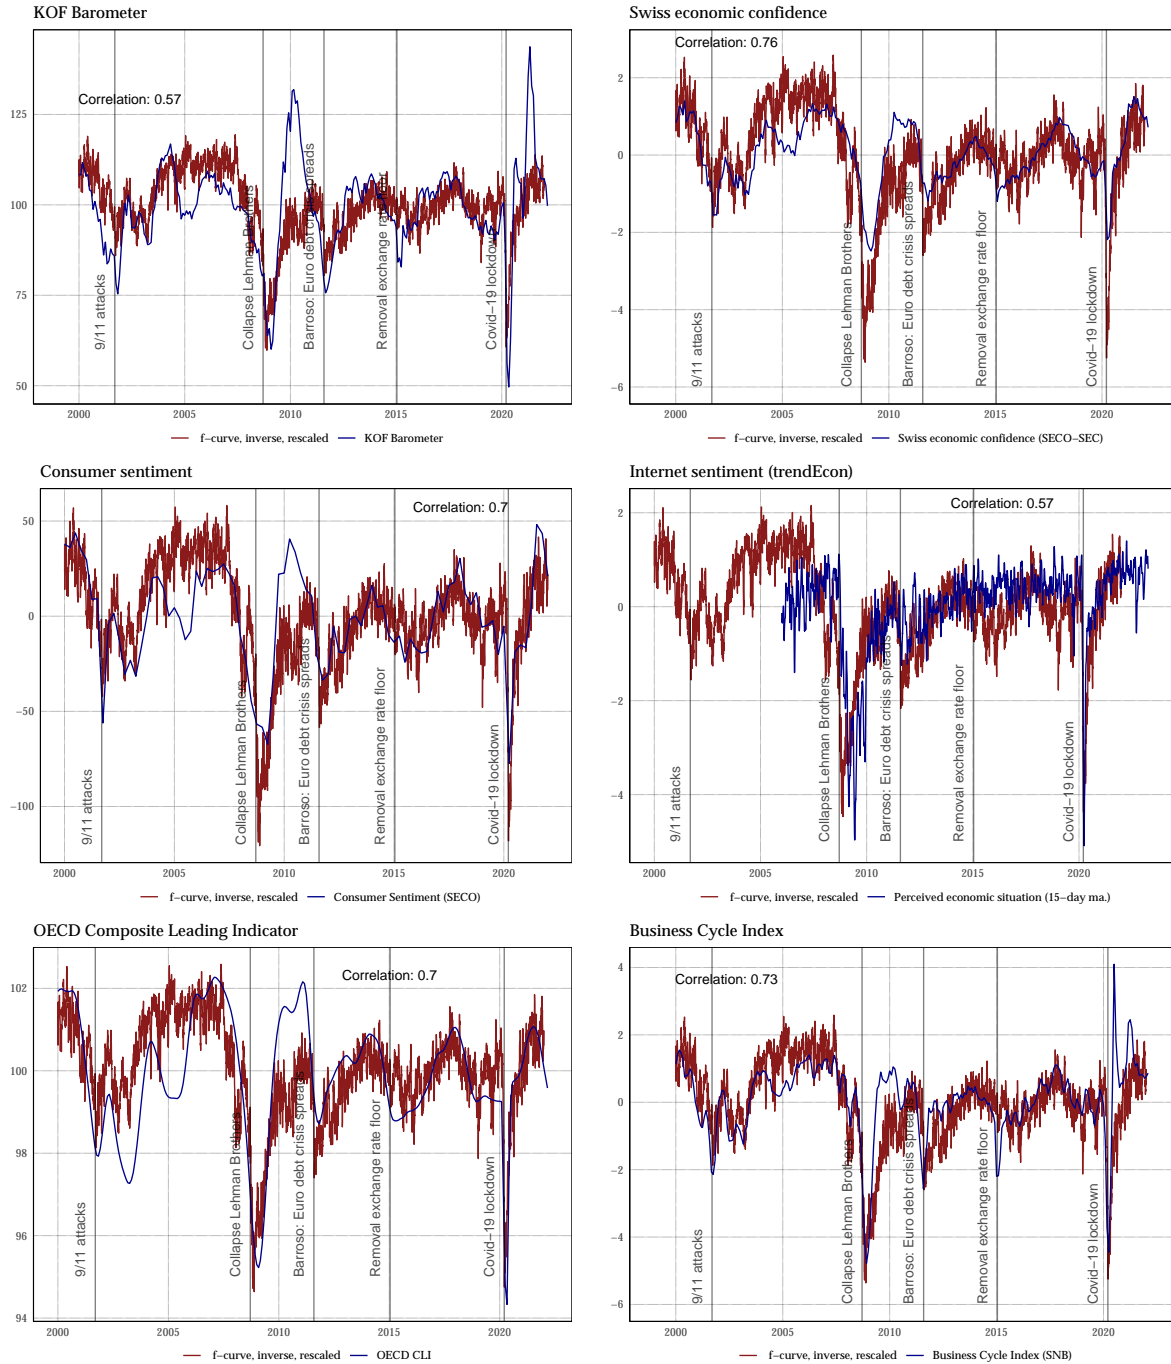 KOF Barometer
Correlation: 0.57
125
100
75
50
9/11 attacks
Collapse Lehman Brothers
Barroso: Euro debt crisis spreads
Removal exchange rate floor
Covid−19 lockdown
2000 2005 2010 2015 2020
f−curve, inverse, rescaled KOF Barometer
Swiss economic confidence
Correlation: 0.76
2
0
−2
−4
−6
9/11 attacks
Collapse Lehman Brothers
Barroso: Euro debt crisis spreads
Removal exchange rate floor
Covid−19 lockdown
2000 2005 2010 2015 2020
f−curve, inverse, rescaled Swiss economic confidence (SECO−SEC)
Consumer sentiment
Correlation: 0.7
50
0
−50
−100
9/11 attacks
Collapse Lehman Brothers
Barroso: Euro debt crisis spreads
Removal exchange rate floor
Covid−19 lockdown
2000 2005 2010 2015 2020
f−curve, inverse, rescaled Consumer Sentiment (SECO)
Internet sentiment (trendEcon)
Correlation: 0.57
2
0
−2
−4
9/11 attacks
Collapse Lehman Brothers
Barroso: Euro debt crisis spreads
Removal exchange rate floor
Covid−19 lockdown
2000 2005 2010 2015 2020
f−curve, inverse, rescaled Perceived economic situation (15−day ma.)
OECD Composite Leading Indicator
Correlation: 0.7
102
100
98
96
94
9/11 attacks
Collapse Lehman Brothers
Barroso: Euro debt crisis spreads
Removal exchange rate floor
Covid−19 lockdown
2000 2005 2010 2015 2020
f−curve, inverse, rescaled OECD CLI
Business Cycle Index
Correlation: 0.73
4
2
0
−2
−4
−6
9/11 attacks
Collapse Lehman Brothers
Barroso: Euro debt crisis spreads
Removal exchange rate floor
Covid−19 lockdown
2000 2005 2010 2015 2020
f−curve, inverse, rescaled Business Cycle Index (SNB)